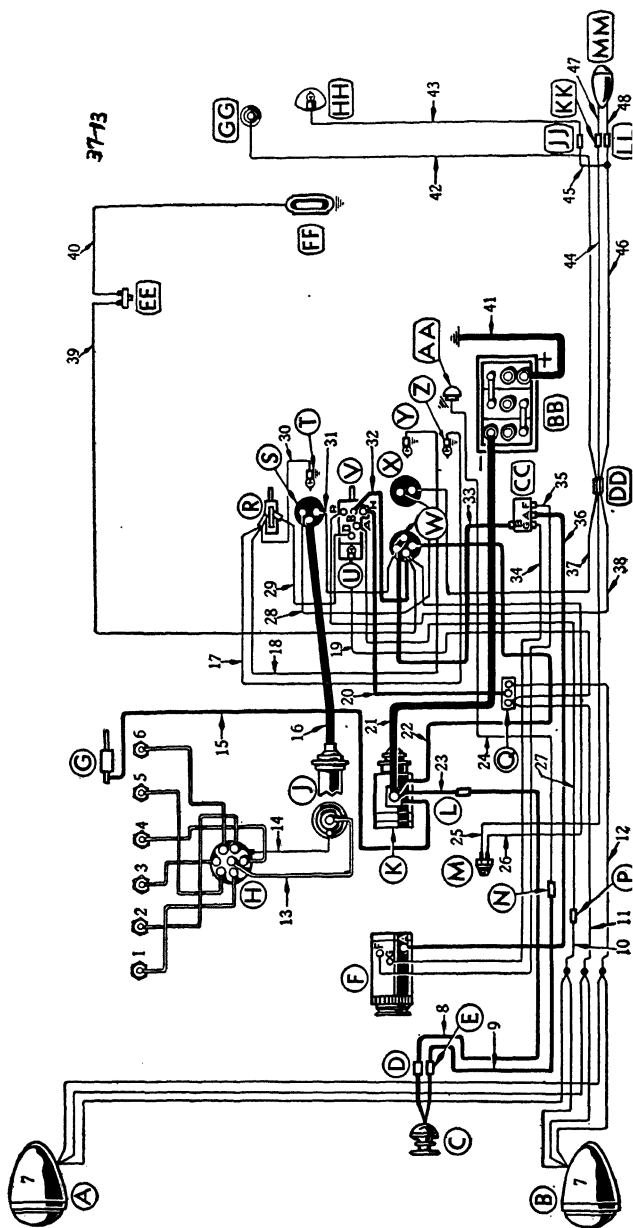 37-13
MM
47
KK
48
LL
JJ
45
43
HH
GG
42
44
46
40
FF
EE
39
41
AA
+
BB
-
Z
Y
X
W
V
U
T
S
R
30
31
32
33
CC
B
G
A
F
35
34
36
37
38
DD
29
28
17
18
19
20
21
22
23
24
Q
27
G
15
16
J
6
5
4
3
2
1
14
H
13
K
L
M
25
26
N
P
12
11
10
F
F
G
A
D
E
8
9
C
7
A
7
B